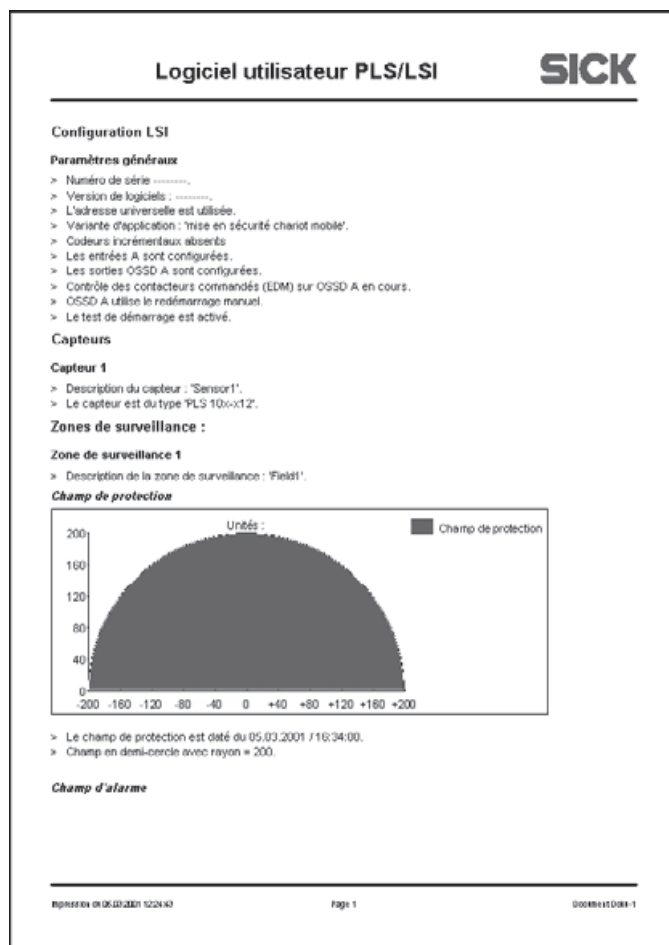 Logiciel utilisateur PLS/LSI
SICK
Configuration LSI
Paramètres généraux
> Numéro de série --------.
> Version de logiciels : --------.
> L'adresse universelle est utilisée.
> Variante d'application : 'mise en sécurité chariot mobile'.
> Codeurs incrémentaux absents
> Les entrées A sont configurées.
> Les sorties OSSD A sont configurées.
> Contrôle des contacteurs commandés (EDM) sur OSSD A en cours.
> OSSD A utilise le redémarrage manuel.
> Le test de démarrage est activé.
Capteurs
Capteur 1
> Description du capteur : 'Sensor1'.
> Le capteur est du type 'PLS 10x-x12'.
Zones de surveillance :
Zone de surveillance 1
> Description de la zone de surveillance : 'Field1'.
Champ de protection
Unités :
Champ de protection
200
160
120
80
40
0
-200 -160 -120 -80 -40 0 +40 +80 +120 +160 +200
> Le champ de protection est daté du 05.03.2001 / 16:34:00.
> Champ en demi-cercle avec rayon = 200.
Champ d'alarme
Page 1